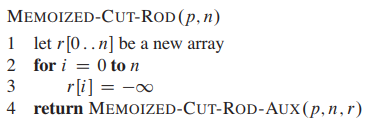 MEMOIZED-CUT-ROD(p, n)
1 let r[0..n] be a new array
2 for i = 0 to n
3 r[i] = -∞
4 return MEMOIZED-CUT-ROD-AUX(p, n, r)